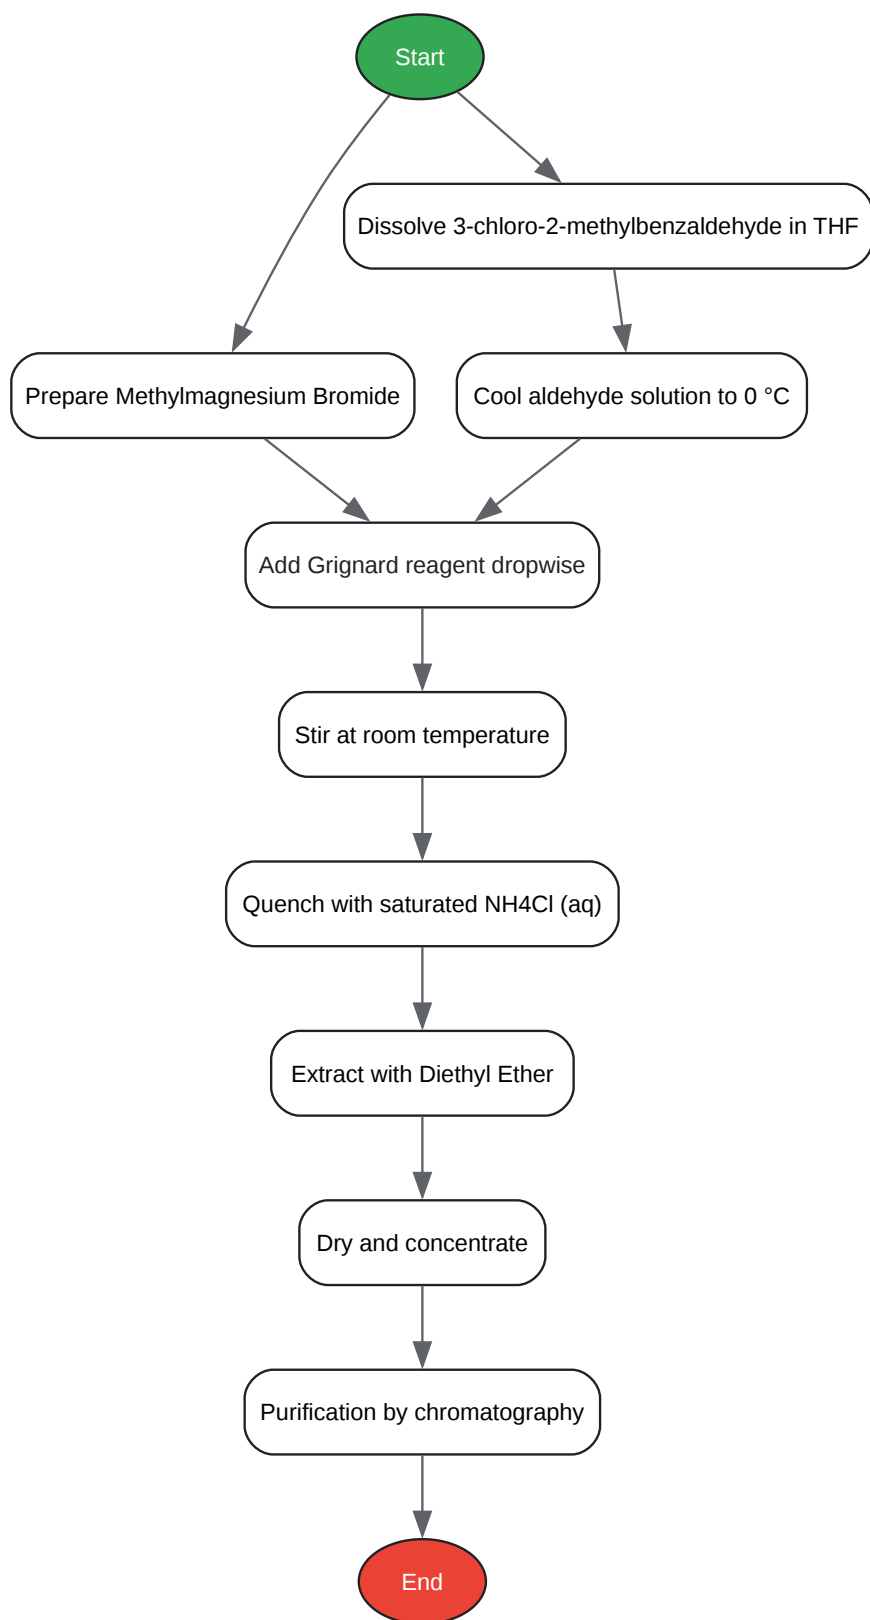 Start
Dissolve 3-chloro-2-methylbenzaldehyde in THF
Prepare Methylmagnesium Bromide
Cool aldehyde solution to 0 °C
Add Grignard reagent dropwise
Stir at room temperature
Quench with saturated NH4Cl (aq)
Extract with Diethyl Ether
Dry and concentrate
Purification by chromatography
End